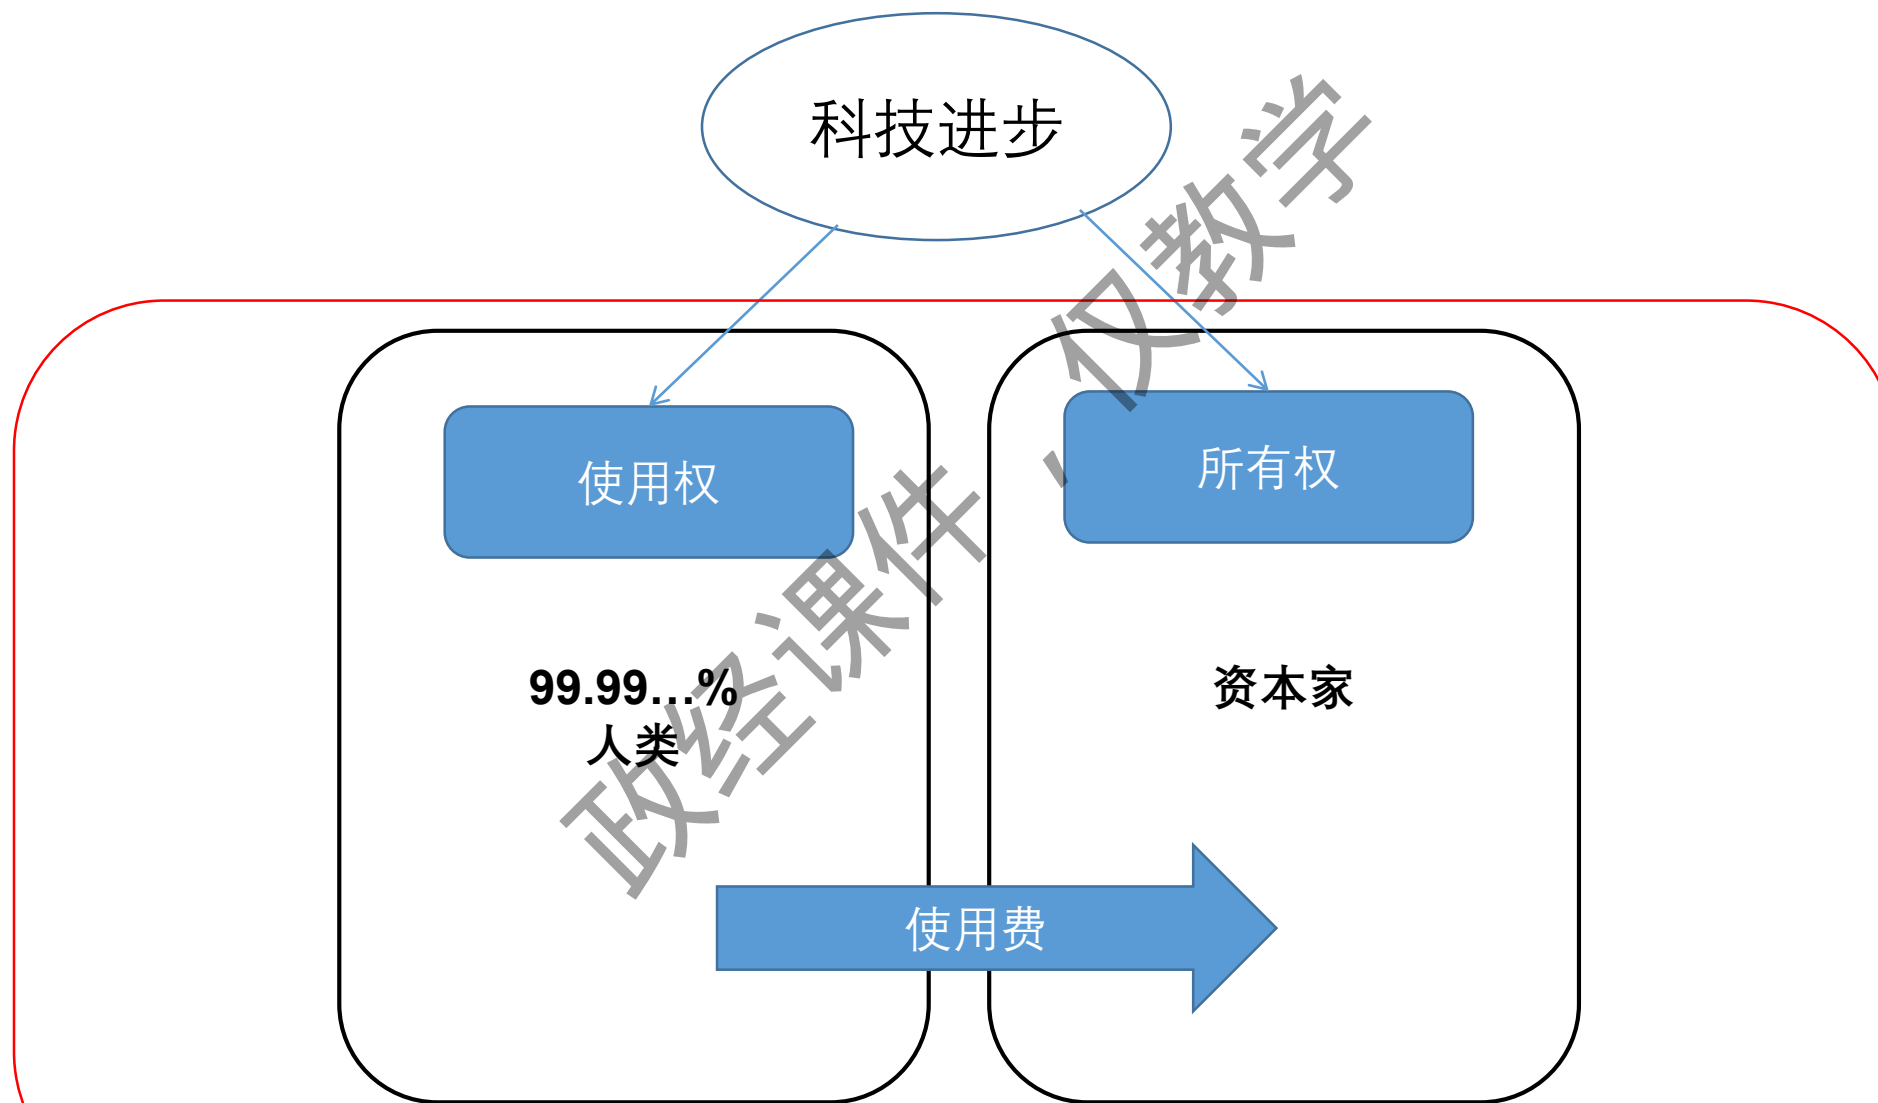 科技进步
使用权
所有权
99.99...%
人类
资本家
使用费
政经课件，仅教学